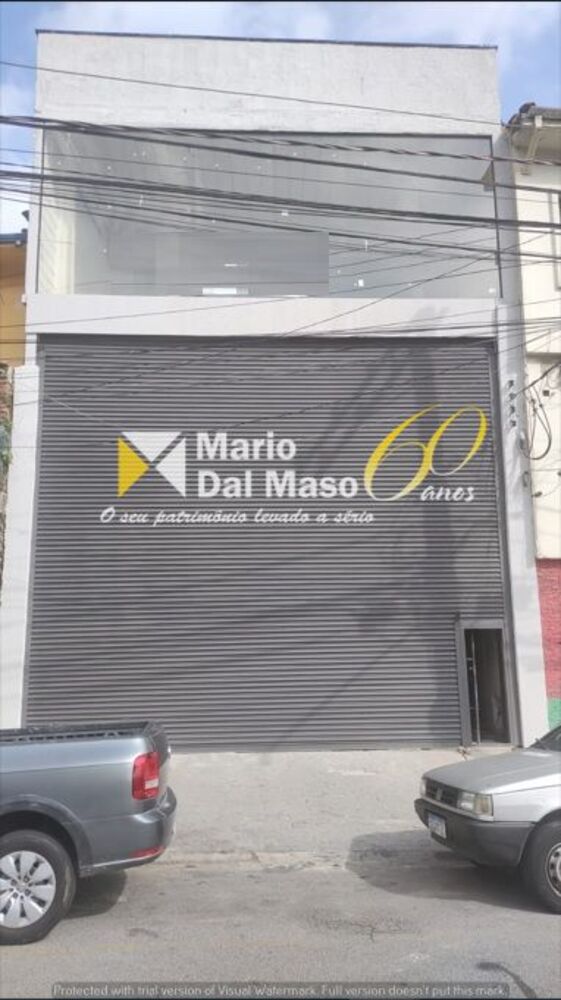 Mario
Dal Maso
60
anos
O seu patrimônio levado a sério
Protected with trial version of Visual Watermark. Full version doesn't put this mark.